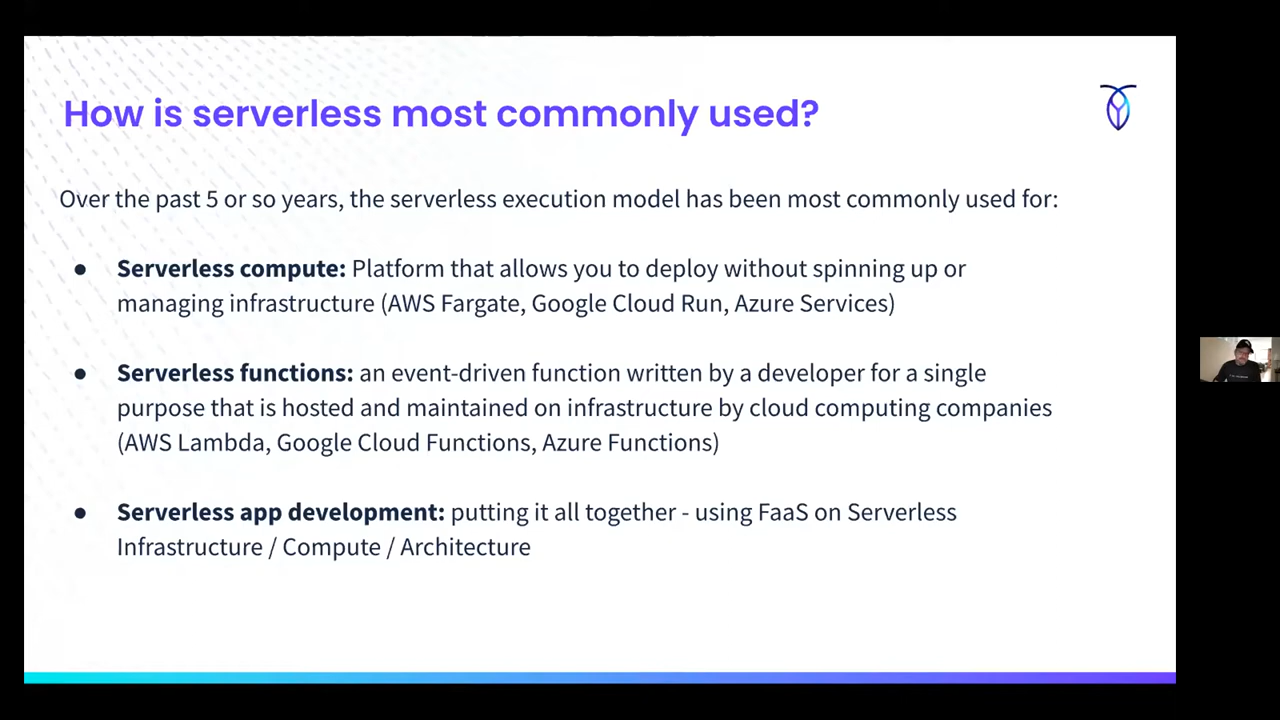 How is serverless most commonly used?
Over the past 5 or so years, the serverless execution model has been most commonly used for:
● Serverless compute: Platform that allows you to deploy without spinning up or
managing infrastructure (AWS Fargate, Google Cloud Run, Azure Services)
● Serverless functions: an event-driven function written by a developer for a single
purpose that is hosted and maintained on infrastructure by cloud computing companies
(AWS Lambda, Google Cloud Functions, Azure Functions)
● Serverless app development: putting it all together - using FaaS on Serverless
Infrastructure / Compute / Architecture